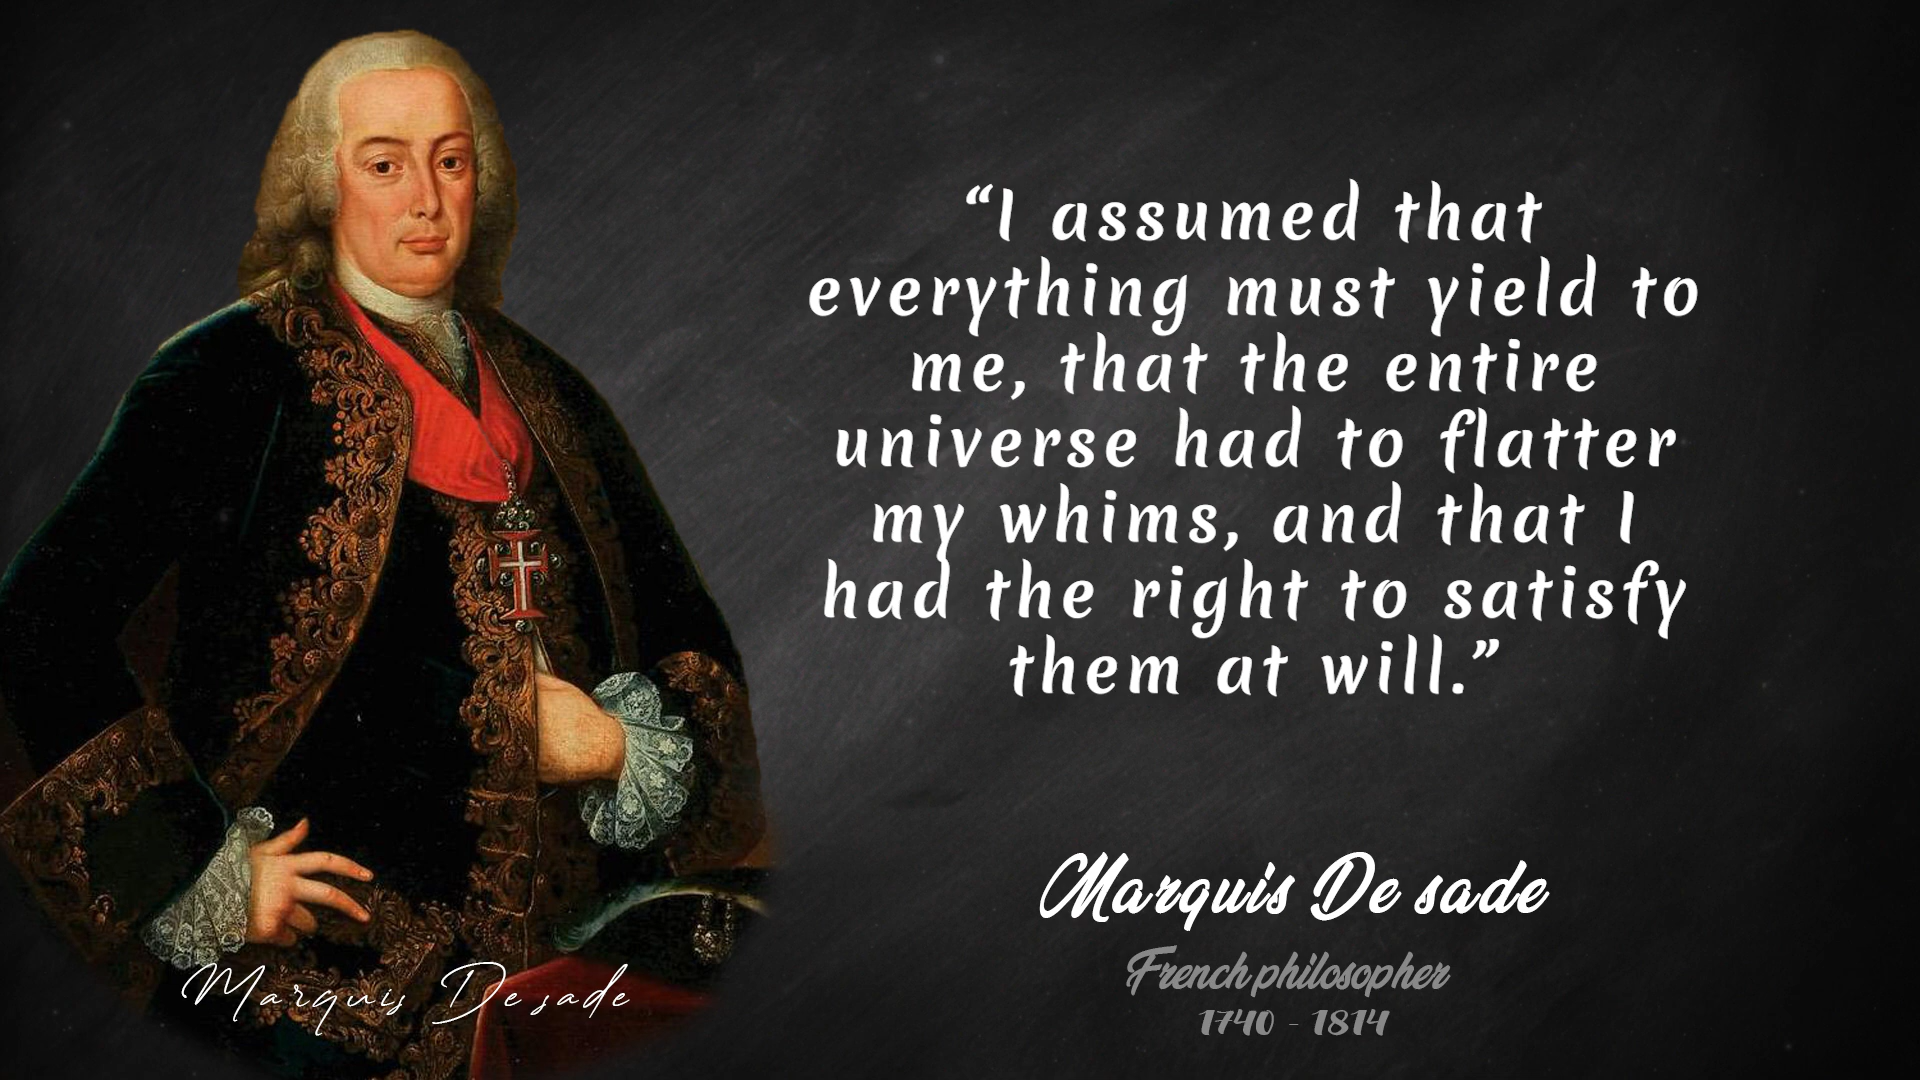 “I assumed that
everything must yield to
me, that the entire
universe had to flatter
my whims, and that I
had the right to satisfy
them at will.”
Marquis De sade
French philosopher
1740 - 1814
Marquis De sade